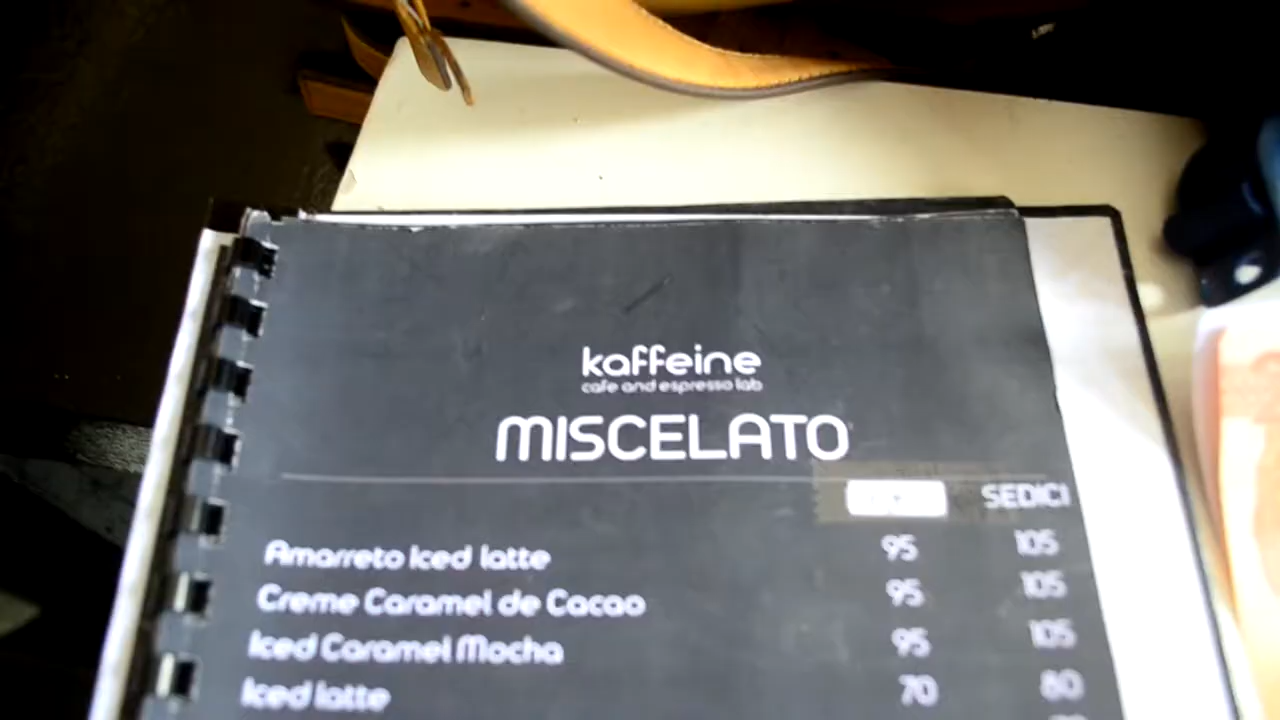 kaffeine
cafe and espresso lab
MISCELATO
SEDICI
Amarreto Iced latte 95 105
Creme Caramel de Cacao 95 105
Iced Caramel Mocha 95 105
Iced latte 70 80